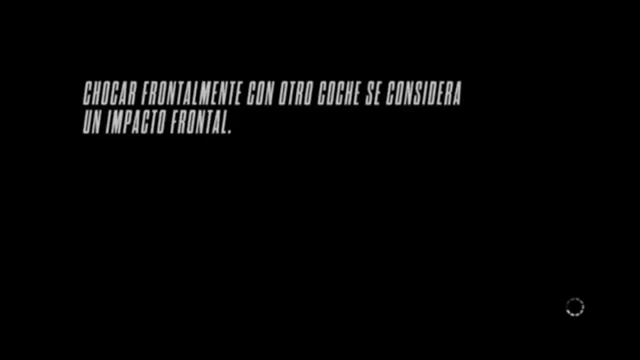 CHOCAR FRONTALMENTE CON OTRO COCHE SE CONSIDERA
UN IMPACTO FRONTAL.